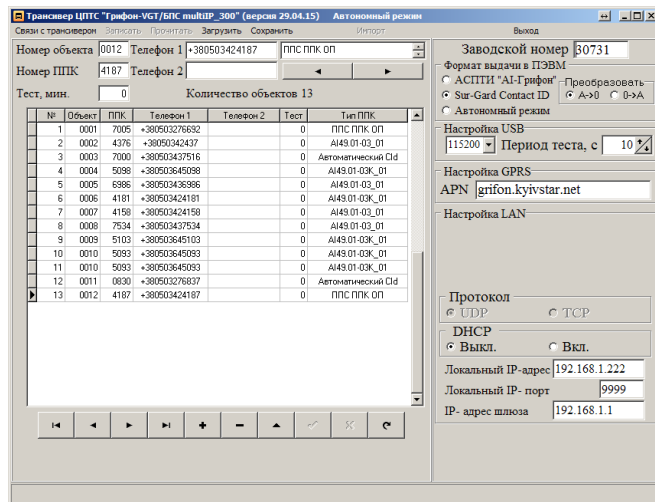 Трансивер ЦПТС "Грифон-VGT/БПС multiIP_300" (версия 29.04.15) Автономный режим
Связи с трансивером Записать Прочитать Загрузить Сохранить Импорт Выход
Номер объекта 0012 Телефон 1 +380503424187 ППС ППК ОП
Номер ППК 4187 Телефон 2
Тест, мин. 0 Количество объектов 13
№ Объект ППК Телефон 1 Телефон 2 Тест Тип ППК
1 0001 7005 +380503276692 0 ППС ППК ОП
2 0002 4376 +38050342437 0 AI49.01-03_01
3 0003 7000 +380503437516 0 Автоматический CId
4 0004 5098 +380503645098 0 AI49.01-03K_01
5 0005 6986 +380503436986 0 AI49.01-03_01
6 0006 4181 +380503424181 0 AI49.01-03K_01
7 0007 4158 +380503424158 0 AI49.01-03_01
8 0008 7534 +380503437534 0 AI49.01-03_01
9 0009 5103 +380503645103 0 AI49.01-03K_01
10 0010 5093 +380503645093 0 AI49.01-03K_01
11 0010 5093 +380503645093 0 AI49.01-03K_01
12 0011 0830 +380503276837 0 Автоматический CId
13 0012 4187 +380503424187 0 ППС ППК ОП
Заводской номер 30731
Формат выдачи в ПЭВМ
АСПТИ "AI-Грифон"
Sur-Gard Contact ID
Автономный режим
Преобразовать
A->0 0->A
Настройка USB
115200 Период теста, с 10
Настройка GPRS
APN grifon.kyivstar.net
Настройка LAN
Протокол
UDP TCP
DHCP
Выкл. Вкл.
Локальный IP-адрес 192.168.1.222
Локальный IP- порт 9999
IP- адрес шлюза 192.168.1.1